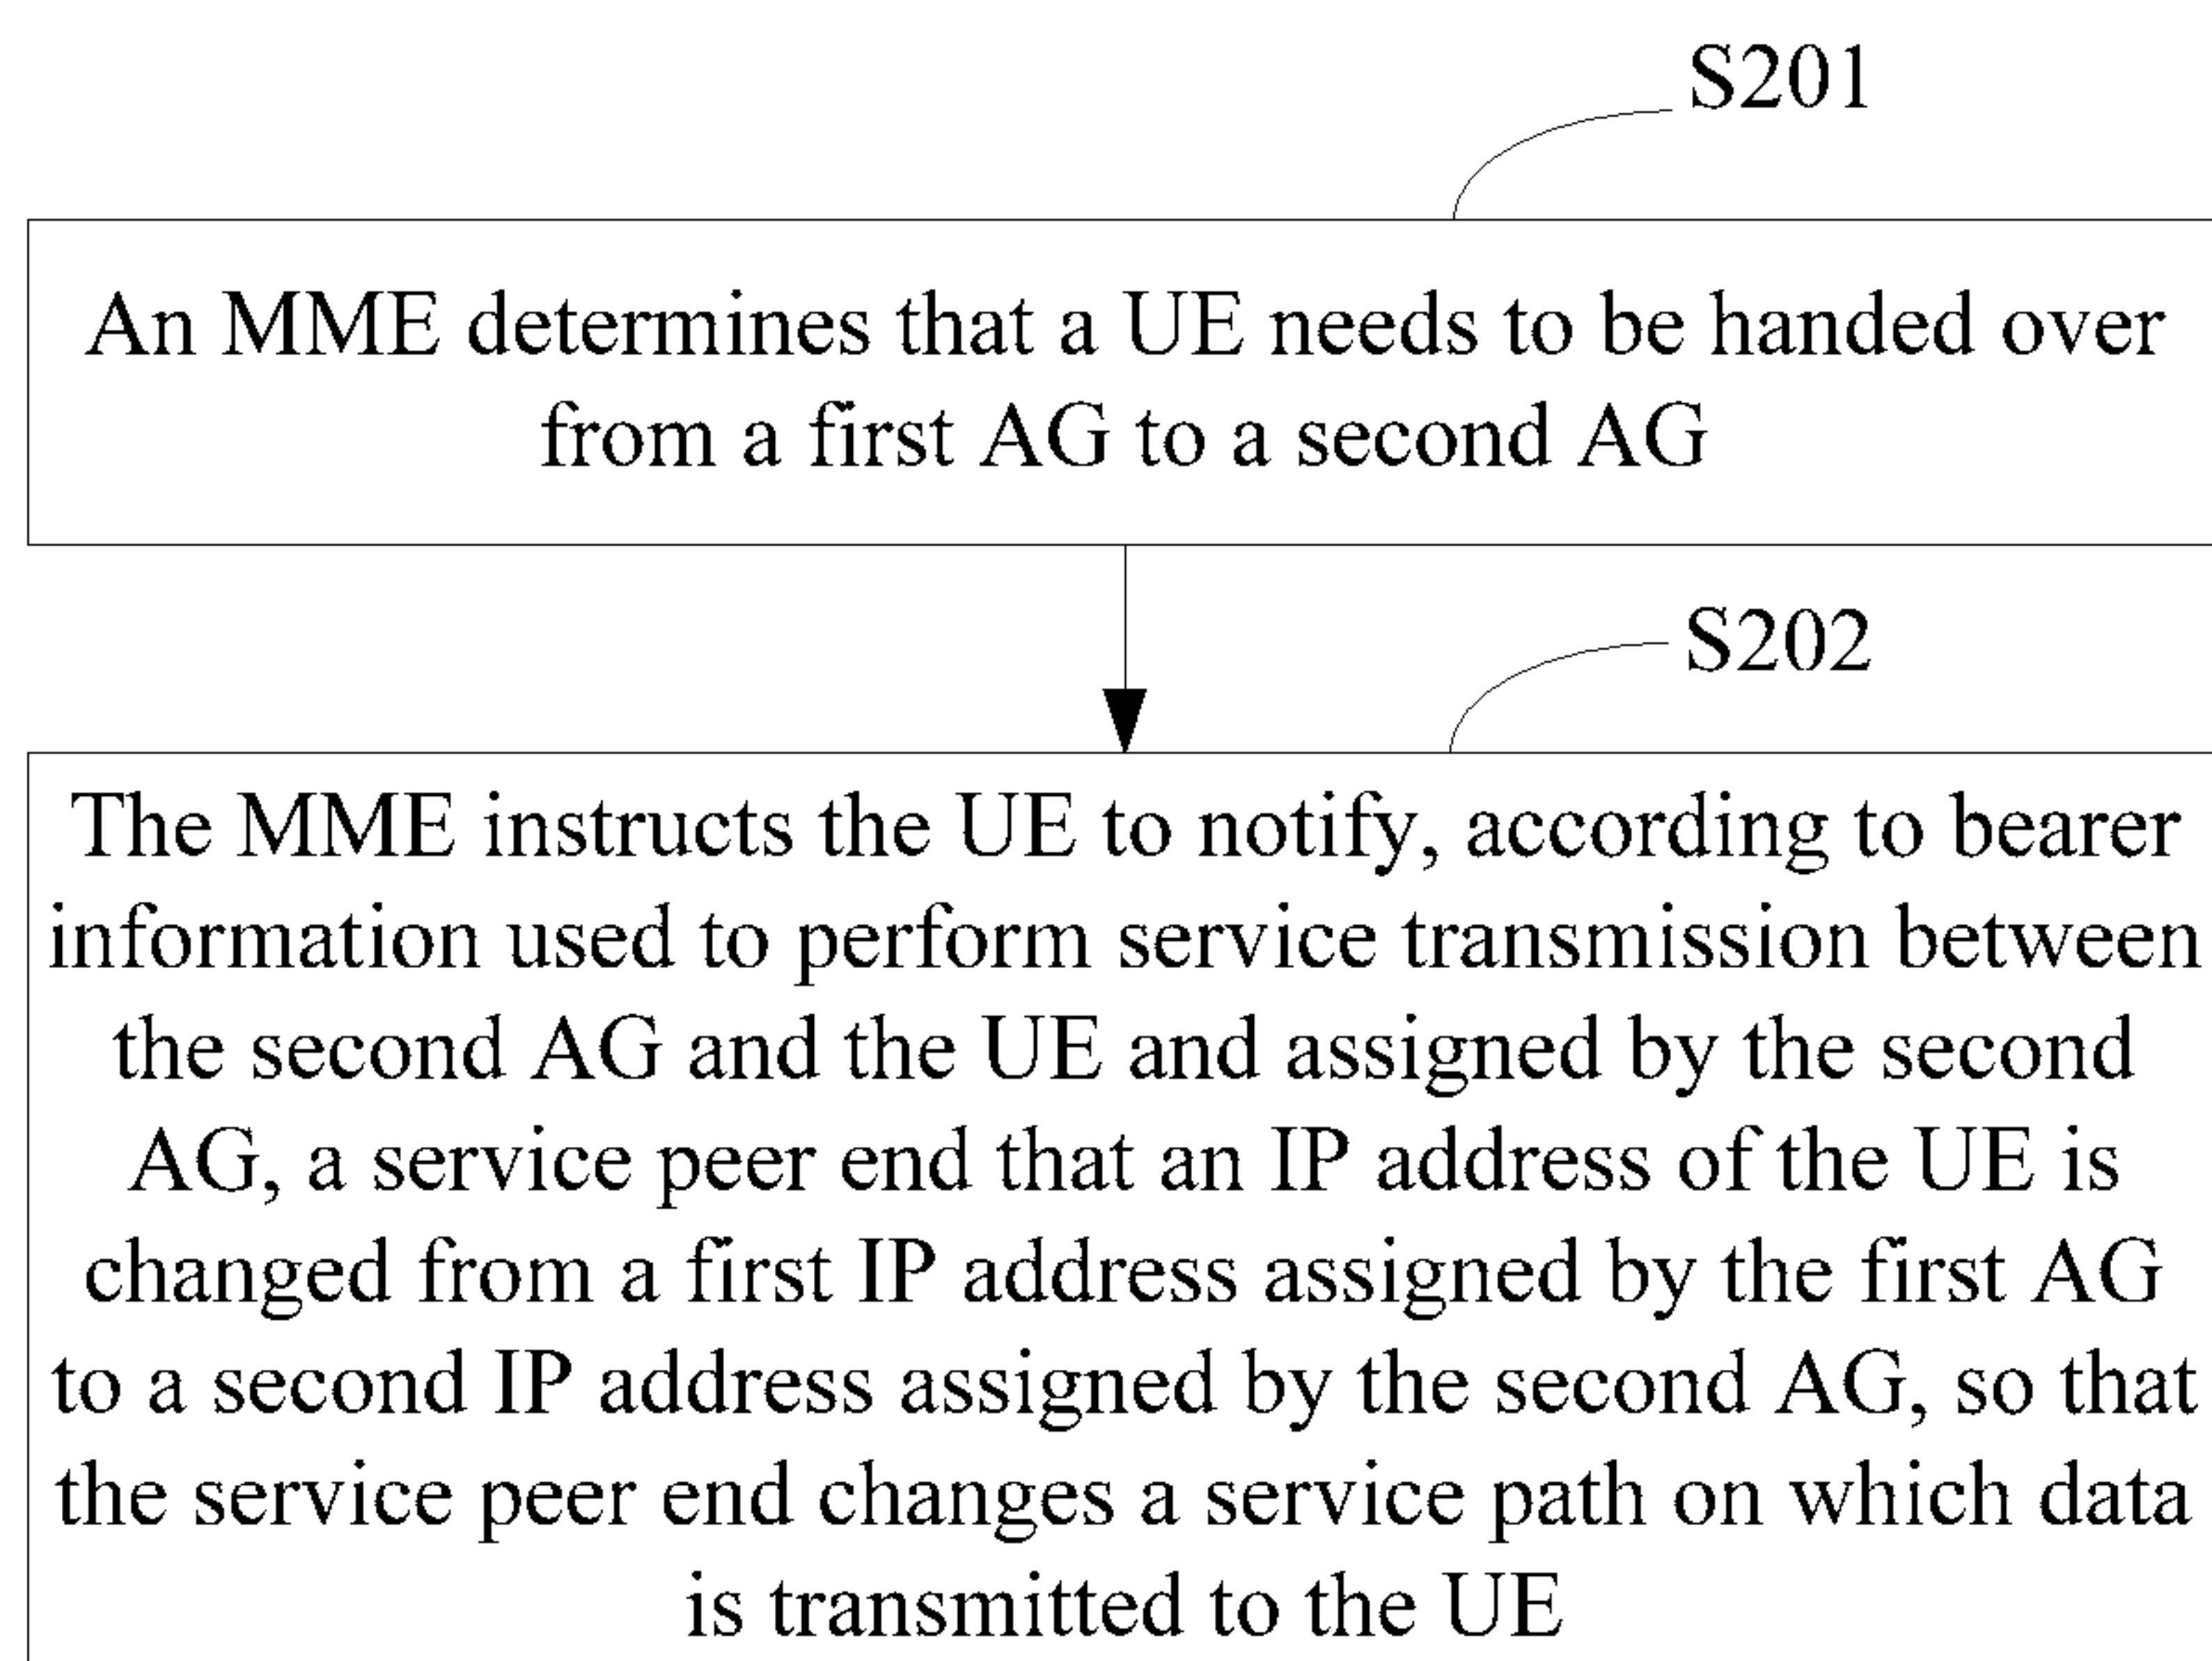 S201
An MME determines that a UE needs to be handed over
from a first AG to a second AG
S202
The MME instructs the UE to notify, according to bearer
information used to perform service transmission between
the second AG and the UE and assigned by the second
AG, a service peer end that an IP address of the UE is
changed from a first IP address assigned by the first AG
to a second IP address assigned by the second AG, so that
the service peer end changes a service path on which data
is transmitted to the UE